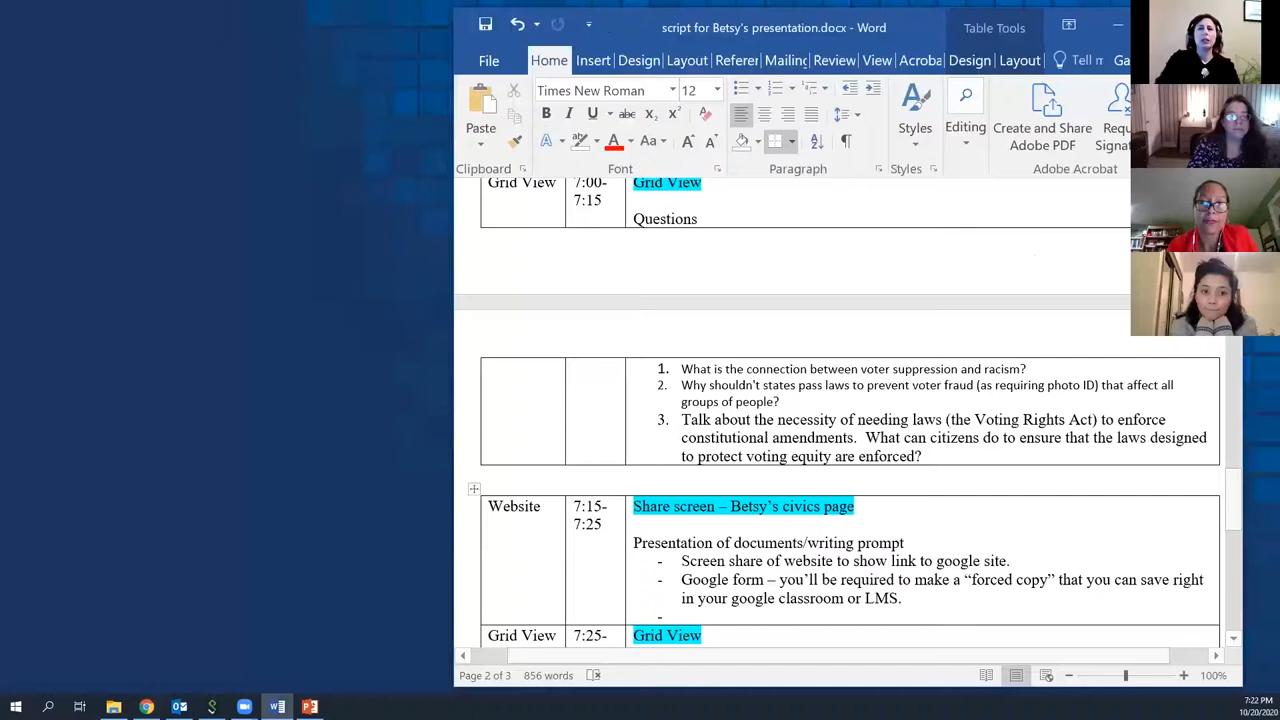 script for Betsy's presentation.docx - Word
Table Tools
File Home Insert Design Layout Referer Mailing Review View Acroba Design Layout Tell m Ga
Times New Roman 12
Paste
B I U abc X₂ X²
A Aa A A
Styles
Editing
Create and Share
Adobe PDF
Requ
Signat
Clipboard Font Paragraph Styles Adobe Acrobat
Grid View 7:00- Grid View
7:15
Questions
1. What is the connection between voter suppression and racism?
2. Why shouldn't states pass laws to prevent voter fraud (as requiring photo ID) that affect all
groups of people?
3. Talk about the necessity of needing laws (the Voting Rights Act) to enforce
constitutional amendments. What can citizens do to ensure that the laws designed
to protect voting equity are enforced?
Website 7:15- Share screen – Betsy's civics page
7:25
Presentation of documents/writing prompt
- Screen share of website to show link to google site.
- Google form – you'll be required to make a “forced copy” that you can save right
in your google classroom or LMS.
-
Grid View 7:25- Grid View
Page 2 of 3 856 words 100%
7:22 PM
10/20/2020